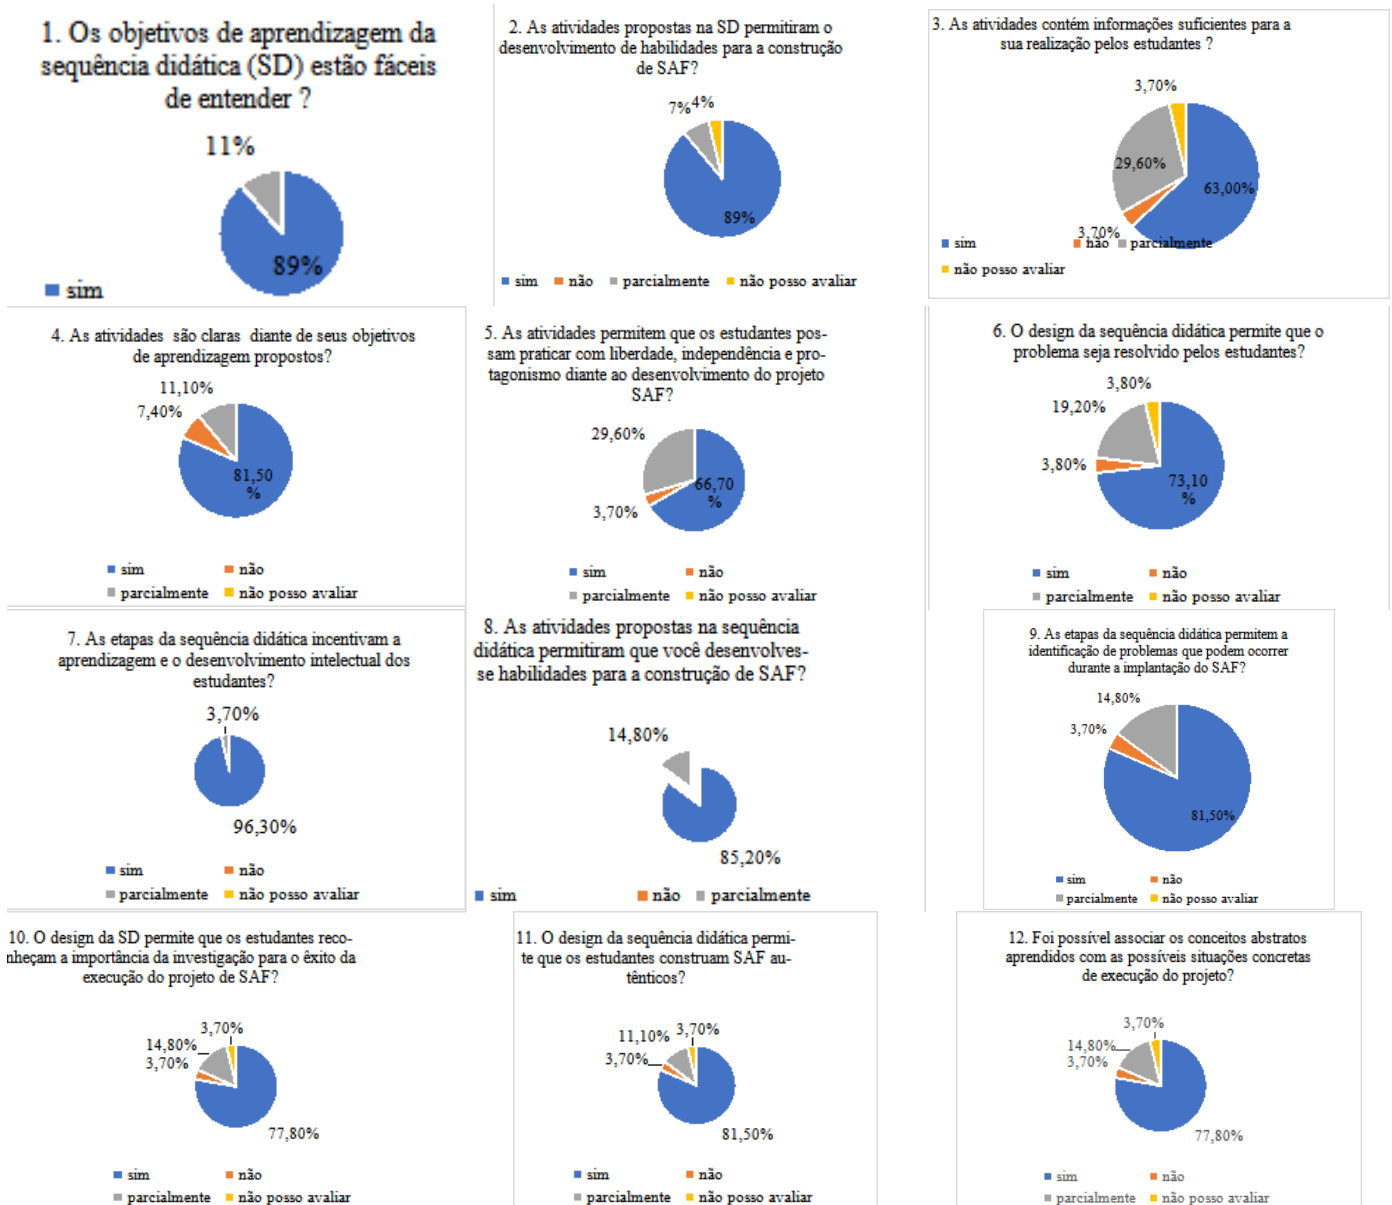 1. Os objetivos de aprendizagem da
sequência didática (SD) estão fáceis
de entender ?
11%
89%
sim
2. As atividades propostas na SD permitiram o
desenvolvimento de habilidades para a construção
de SAF?
7%
4%
89%
sim não parcialmente não posso avaliar
3. As atividades contém informações suficientes para a
sua realização pelos estudantes ?
3,70%
29,60%
63,00%
3,70%
sim não parcialmente
não posso avaliar
4. As atividades são claras diante de seus objetivos
de aprendizagem propostos?
11,10%
7,40%
81,50
%
sim não
parcialmente não posso avaliar
5. As atividades permitem que os estudantes pos-
sam praticar com liberdade, independência e pro-
tagonismo diante ao desenvolvimento do projeto
SAF?
29,60%
66,70
%
3,70%
sim não
parcialmente não posso avaliar
6. O design da sequência didática permite que o
problema seja resolvido pelos estudantes?
3,80%
19,20%
3,80%
73,10
%
sim não
parcialmente não posso avaliar
7. As etapas da sequência didática incentivam a
aprendizagem e o desenvolvimento intelectual dos
estudantes?
3,70%
96,30%
sim não
parcialmente não posso avaliar
8. As atividades propostas na sequência
didática permitiram que você desenvolves-
se habilidades para a construção de SAF?
14,80%
85,20%
sim não parcialmente
9. As etapas da sequência didática permitem a
identificação de problemas que podem ocorrer
durante a implantação do SAF?
14,80%
3,70%
81,50%
sim não
parcialmente não posso avaliar
10. O design da SD permite que os estudantes reco-
nheçam a importância da investigação para o êxito da
execução do projeto de SAF?
3,70%
14,80%
3,70%
77,80%
sim não
parcialmente não posso avaliar
11. O design da sequência didática permi-
te que os estudantes construam SAF au-
tênticos?
11,10% 3,70%
3,70%
81,50%
sim não
parcialmente não posso avaliar
12. Foi possível associar os conceitos abstratos
aprendidos com as possíveis situações concretas
de execução do projeto?
3,70%
14,80%
3,70%
77,80%
sim não
parcialmente não posso avaliar